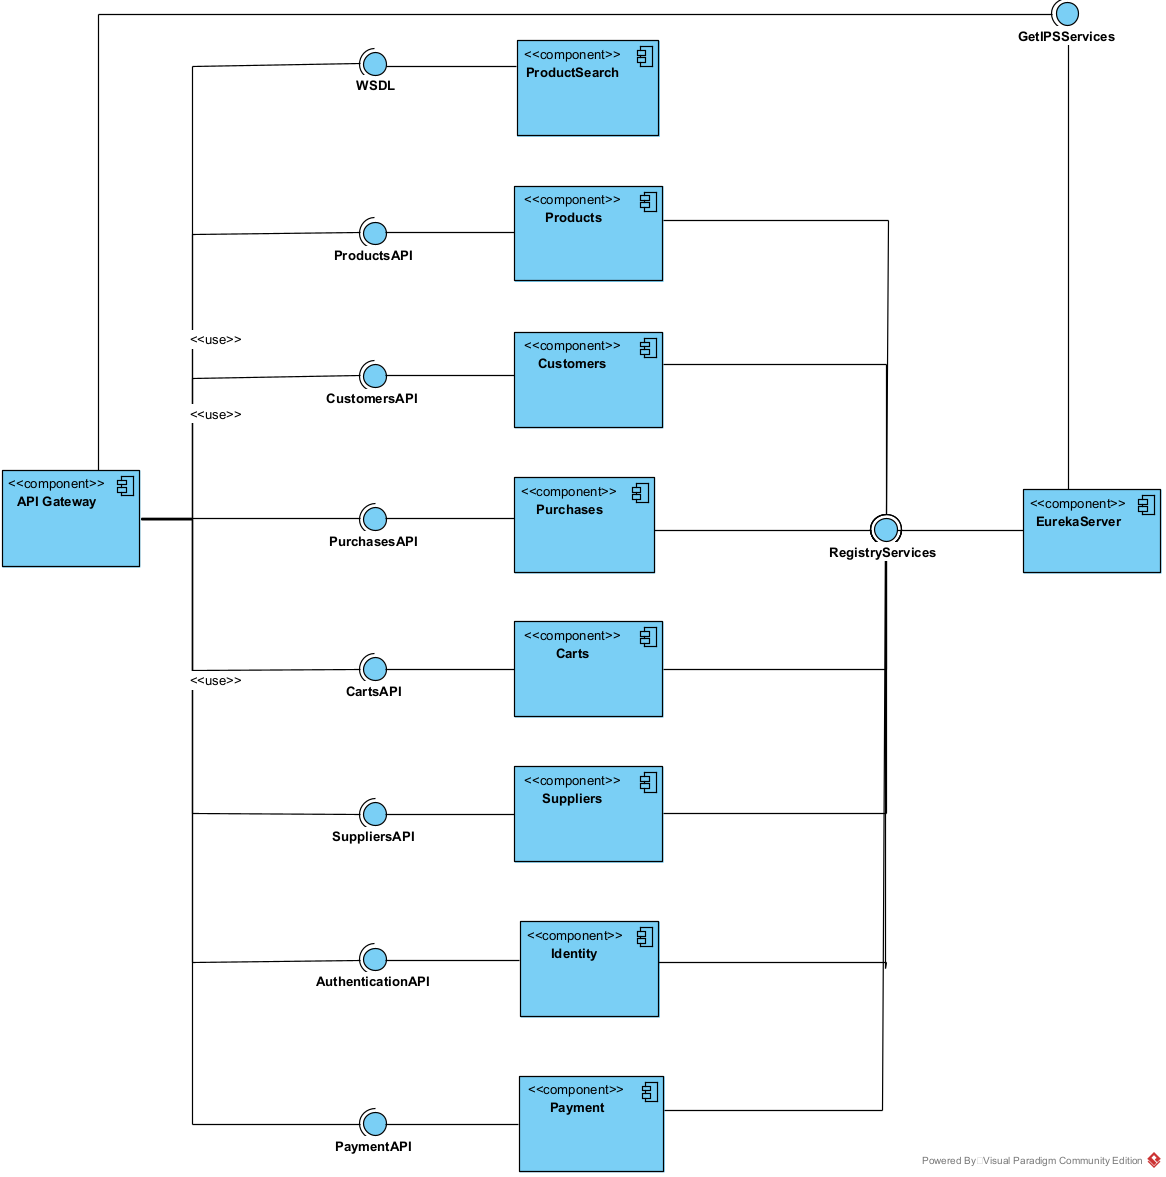 GetIPSServices
<<component>>
ProductSearch
WSDL
<<component>>
Products
ProductsAPI
<<use>>
<<component>>
Customers
CustomersAPI
<<use>>
<<component>>
API Gateway
<<component>>
Purchases
PurchasesAPI
<<component>>
EurekaServer
RegistryServices
<<component>>
Carts
<<use>>
CartsAPI
<<component>>
Suppliers
SuppliersAPI
<<component>>
Identity
AuthenticationAPI
<<component>>
Payment
PaymentAPI
Powered By Visual Paradigm Community Edition